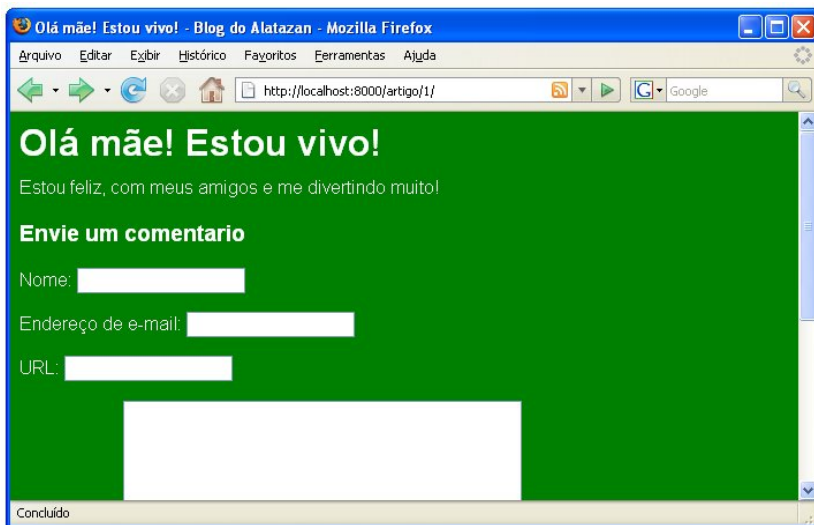 Olá mãe! Estou vivo! - Blog do Alatazan - Mozilla Firefox
Arquivo Editar Exibir Histórico Favoritos Ferramentas Ajuda
http://localhost:8000/artigo/1/ G Google
Olá mãe! Estou vivo!
Estou feliz, com meus amigos e me divertindo muito!
Envie um comentario
Nome:
Endereço de e-mail:
URL:
Concluído